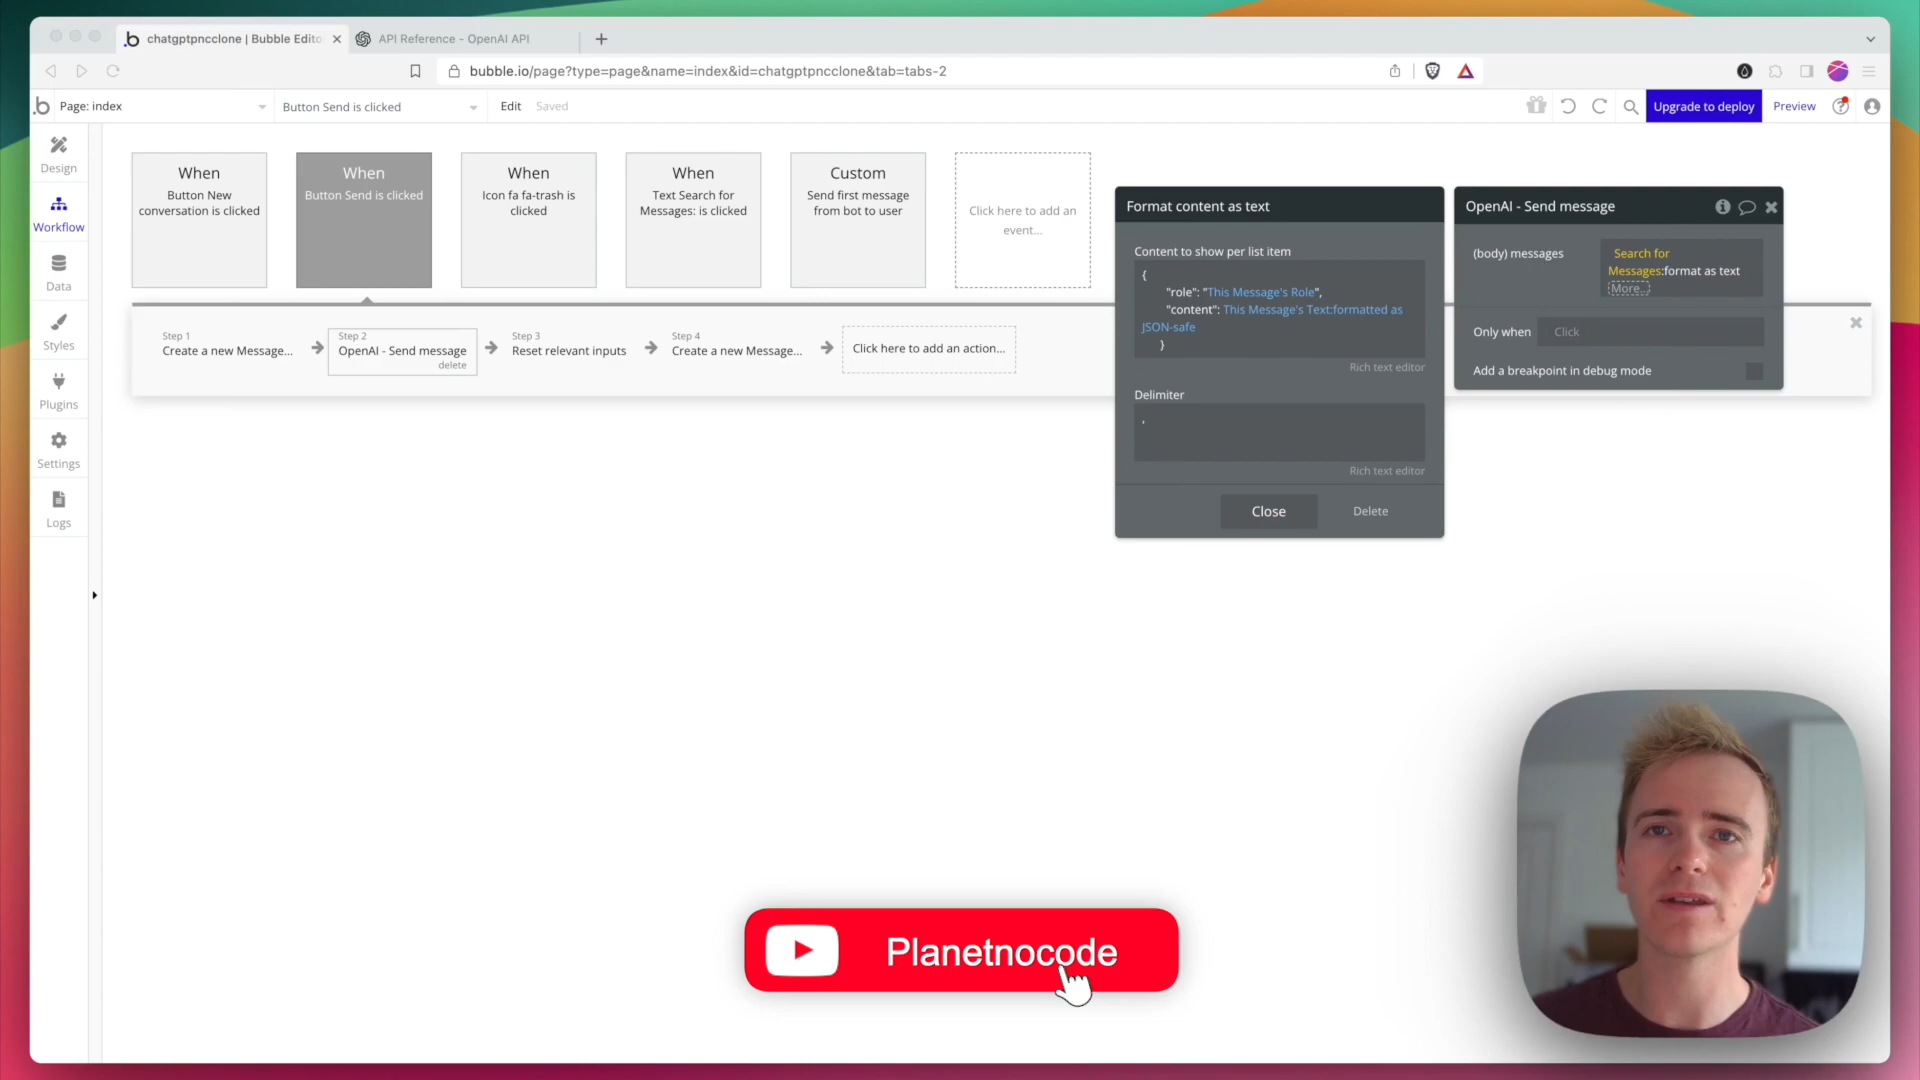 chatgptpncclone | Bubble Edito
API Reference - OpenAI API
bubble.io/page?type=page&name=index&id=chatgptpncclone&tab=tabs-2
Page: index
Button Send is clicked
Edit
Saved
Upgrade to deploy
Preview
Design
Workflow
Data
Styles
Plugins
Settings
Logs
When
Button New
conversation is clicked
When
Button Send is clicked
When
Icon fa fa-trash is
clicked
When
Text Search for
Messages: is clicked
Custom
Send first message
from bot to user
Click here to add an
event...
Step 1
Create a new Message...
Step 2
OpenAI - Send message
delete
Step 3
Reset relevant inputs
Step 4
Create a new Message...
Click here to add an action...
Format content as text
Content to show per list item
{
"role": "This Message's Role",
"content": This Message's Text:formatted as
JSON-safe
}
Rich text editor
Delimiter
,
Rich text editor
Close
Delete
OpenAI - Send message
(body) messages
Search for
Messages:format as text
More...
Only when
Click
Add a breakpoint in debug mode
Planetnocode